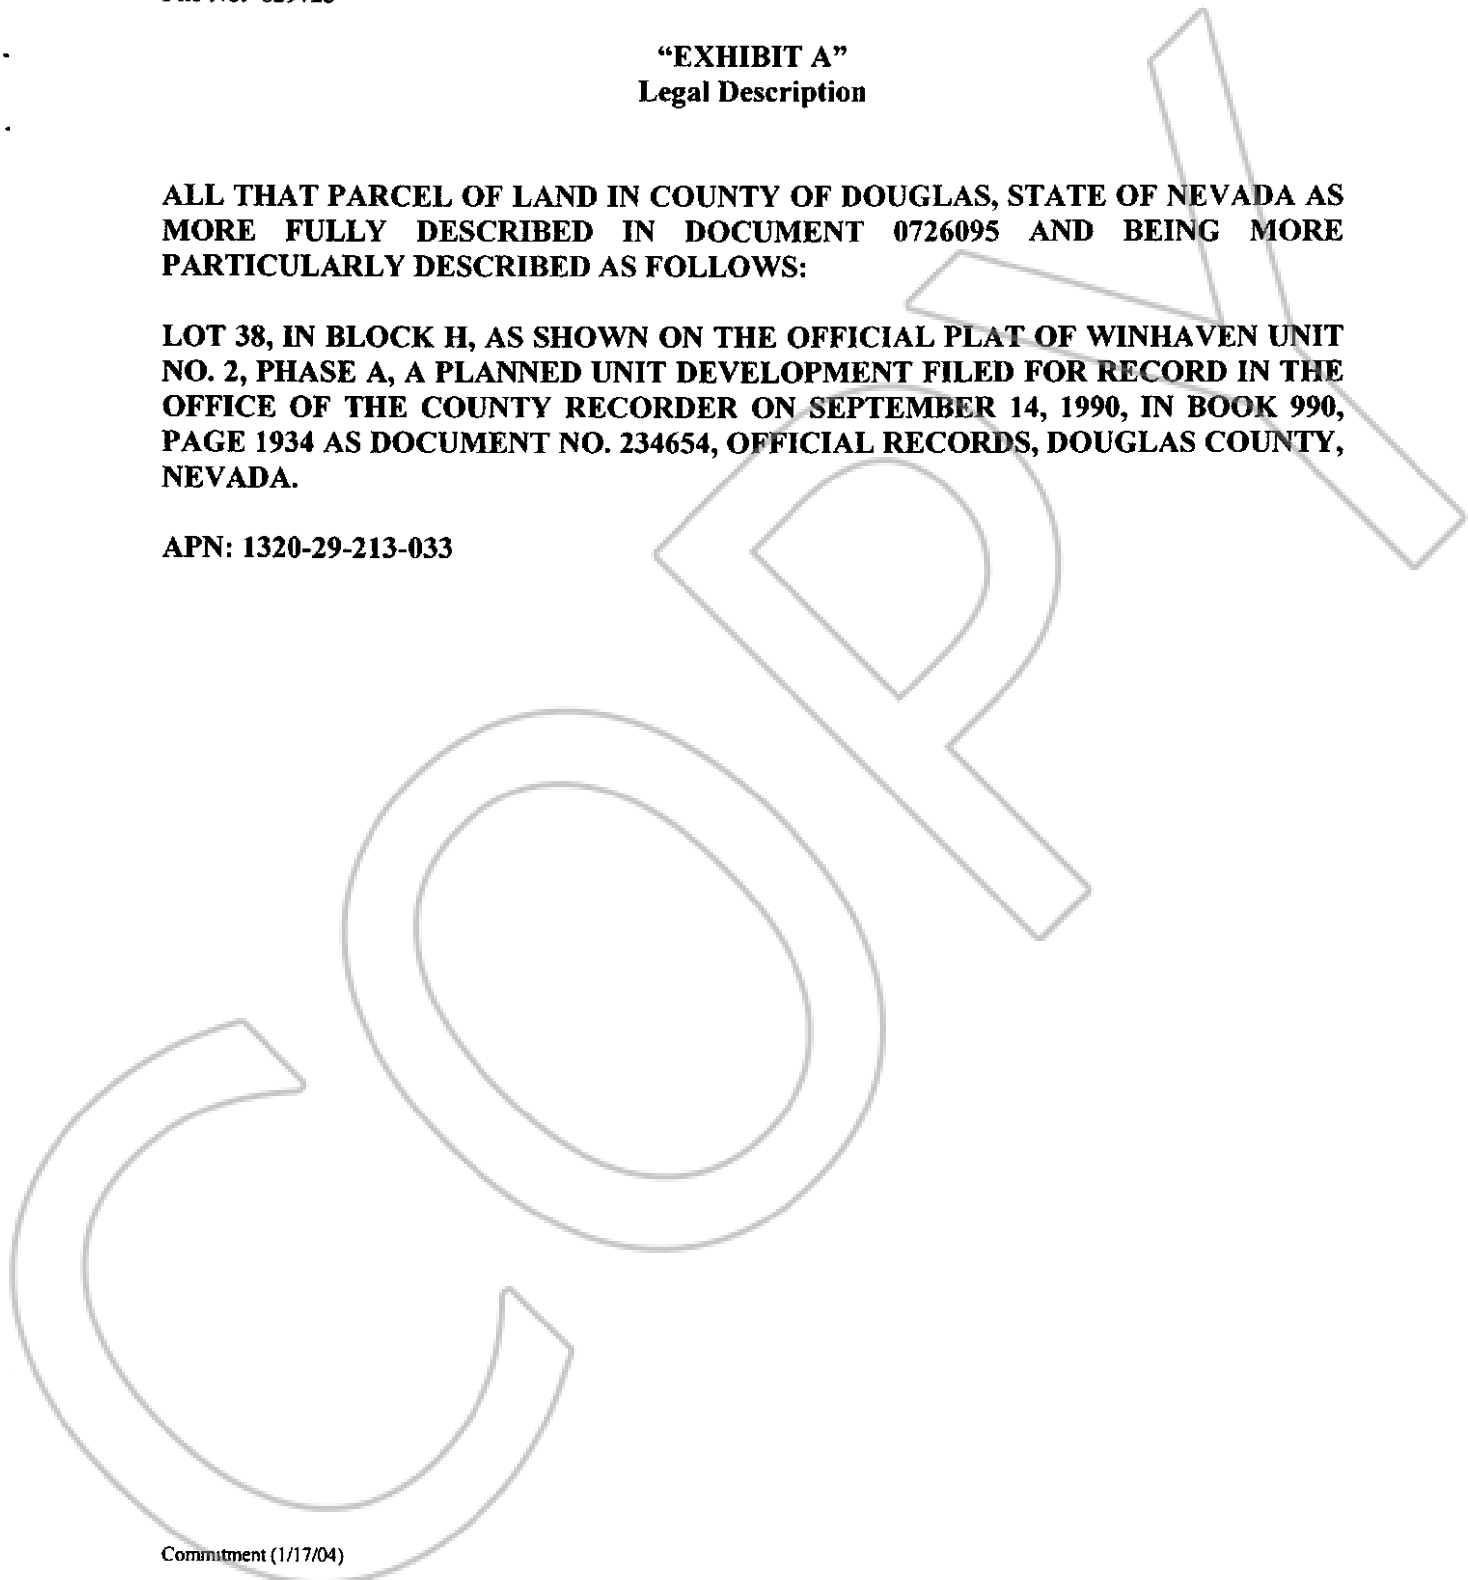 “EXHIBIT A”
Legal Description
ALL THAT PARCEL OF LAND IN COUNTY OF DOUGLAS, STATE OF NEVADA AS
MORE FULLY DESCRIBED IN DOCUMENT 0726095 AND BEING MORE
PARTICULARLY DESCRIBED AS FOLLOWS:
LOT 38, IN BLOCK H, AS SHOWN ON THE OFFICIAL PLAT OF WINHAVEN UNIT
NO. 2, PHASE A, A PLANNED UNIT DEVELOPMENT FILED FOR RECORD IN THE
OFFICE OF THE COUNTY RECORDER ON SEPTEMBER 14, 1990, IN BOOK 990,
PAGE 1934 AS DOCUMENT NO. 234654, OFFICIAL RECORDS, DOUGLAS COUNTY,
NEVADA.
APN: 1320-29-213-033
COPY
Commitment (1/17/04)